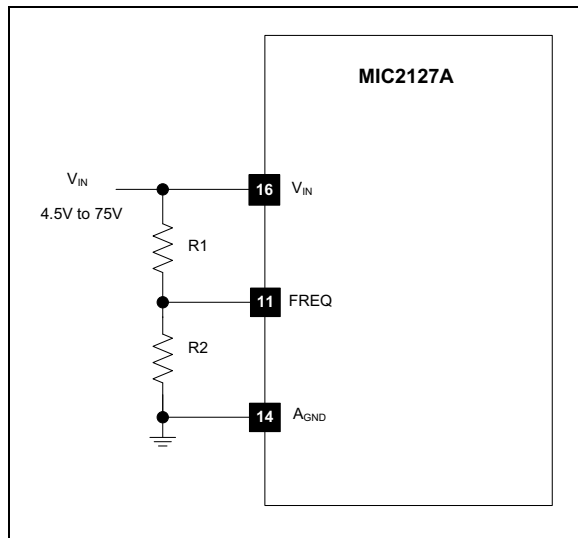 MIC2127A
VIN
4.5V to 75V
16 VIN
R1
11 FREQ
R2
14 AGND